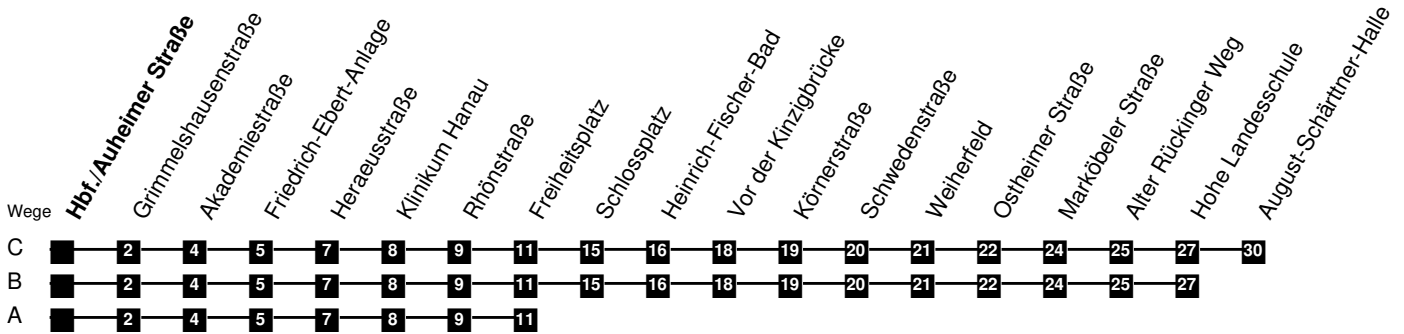 Hbf./Auheimer Straße
Grimmelshausenstraße
Akademiestraße
Friedrich-Ebert-Anlage
Heraeusstraße
Klinikum Hanau
Rhönstraße
Freiheitsplatz
Schlossplatz
Heinrich-Fischer-Bad
Vor der Kinzigbrücke
Körnerstraße
Schwedenstraße
Weiherfeld
Ostheimer Straße
Marköbeler Straße
Alter Rückinger Weg
Hohe Landesschule
August-Schärttner-Halle
Wege
C 2 4 5 7 8 9 11 15 16 18 19 20 21 22 24 25 27 30
B 2 4 5 7 8 9 11 15 16 18 19 20 21 22 24 25 27
A 2 4 5 7 8 9 11